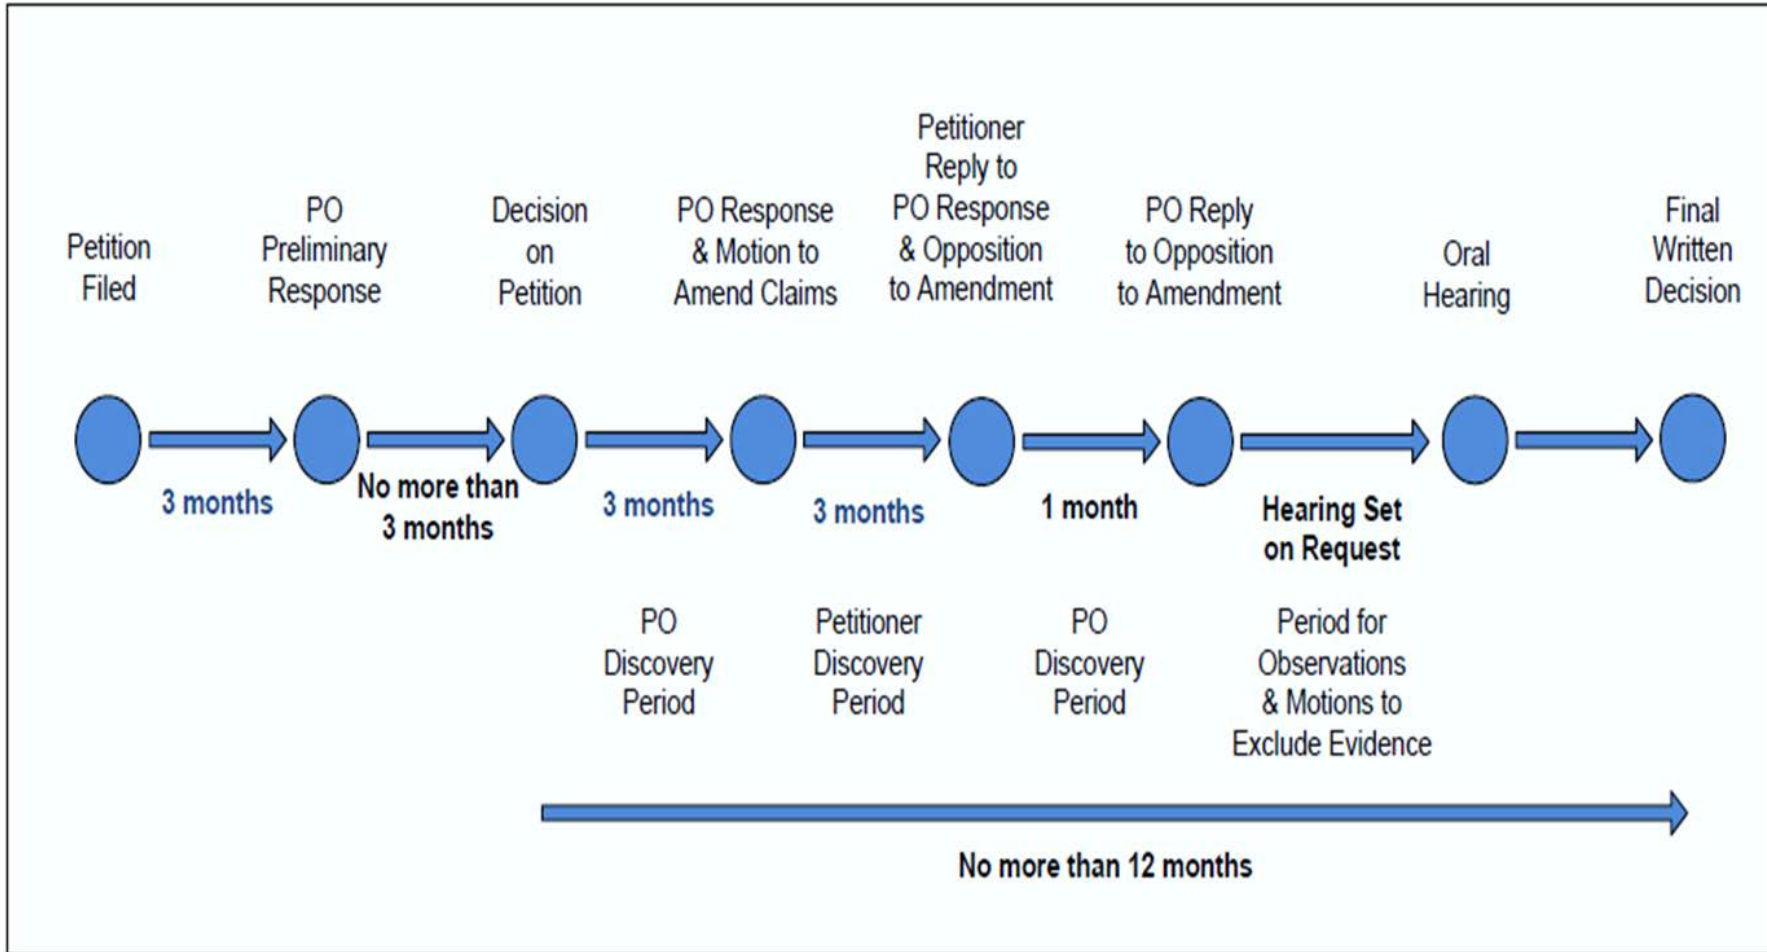 Petition
Filed
PO
Preliminary
Response
Decision
on
Petition
PO Response
& Motion to
Amend Claims
Petitioner
Reply to
PO Response
& Opposition
to Amendment
PO Reply
to Opposition
to Amendment
Oral
Hearing
Final
Written
Decision
3 months
No more than
3 months
3 months
3 months
1 month
Hearing Set
on Request
PO
Discovery
Period
Petitioner
Discovery
Period
PO
Discovery
Period
Period for
Observations
& Motions to
Exclude Evidence
No more than 12 months